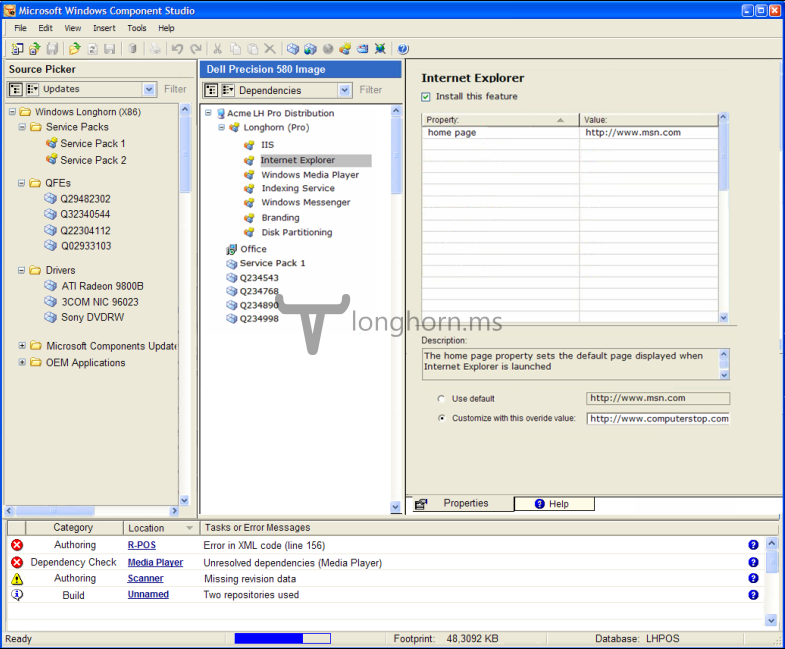 Microsoft Windows Component Studio
File Edit View Insert Tools Help
Source Picker
Updates Filter
Windows Longhorn (X86)
Service Packs
Service Pack 1
Service Pack 2
QFEs
Q29482302
Q32340544
Q22304112
Q02933103
Drivers
ATI Radeon 9800B
3COM NIC 96023
Sony DVDRW
Microsoft Components Update
OEM Applications
Dell Precision 580 Image
Dependencies Filter
Acme LH Pro Distribution
Longhorn (Pro)
IIS
Internet Explorer
Windows Media Player
Indexing Service
Windows Messenger
Branding
Disk Partitioning
Office
Service Pack 1
Q234543
Q234768
Q234890
Q234998
longhorn.ms
Internet Explorer
Install this feature
Property: Value:
home page http://www.msn.com
Description:
The home page property sets the default page displayed when
Internet Explorer is launched
Use default http://www.msn.com
Customize with this overide value: http://www.computerstop.com
Properties Help
Category Location Tasks or Error Messages
Authoring R-POS Error in XML code (line 156)
Dependency Check Media Player Unresolved dependencies (Media Player)
Authoring Scanner Missing revision data
Build Unnamed Two repositories used
Ready Footprint: 48,3092 KB Database: LHPOS